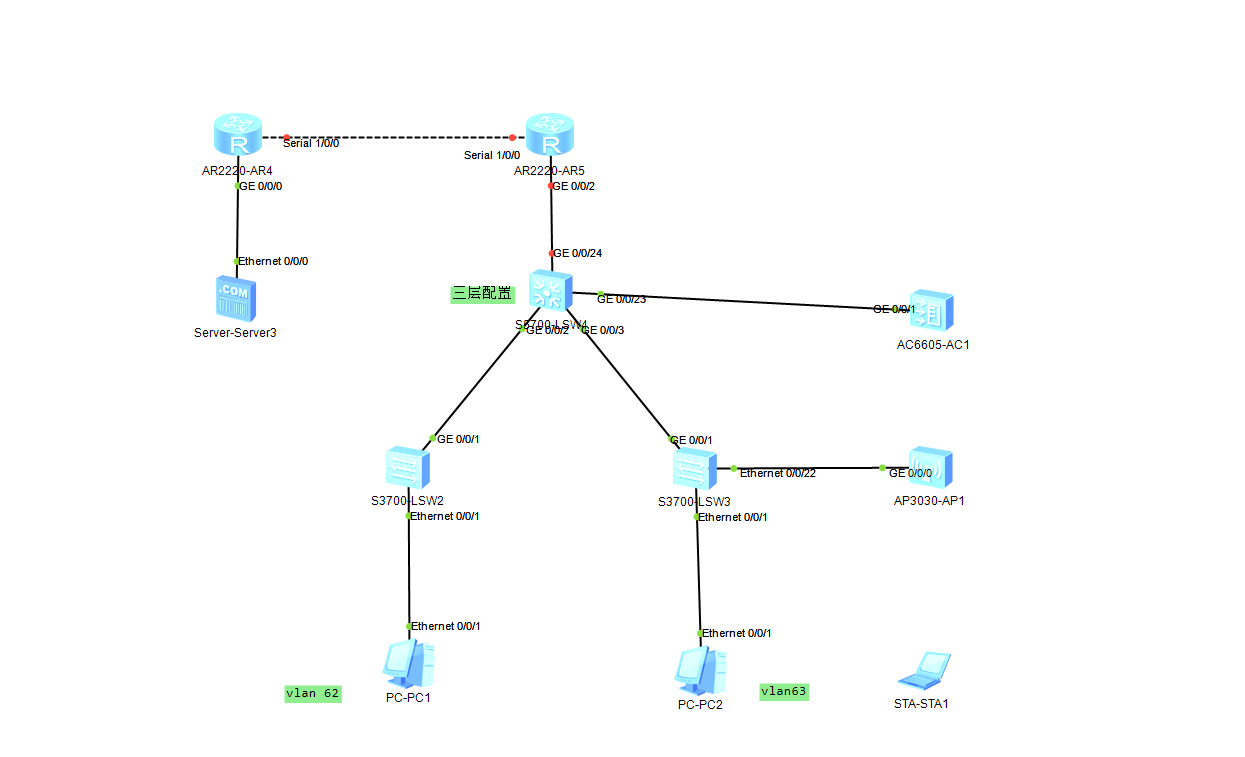 Serial 1/0/0
Serial 1/0/0
AR2220-AR4
AR2220-AR5
GE 0/0/0
GE 0/0/2
GE 0/0/24
Ethernet 0/0/0
.COM
三层配置
GE 0/0/23
GE 0/0/1
S5700-LSW4
GE 0/0/2
GE 0/0/3
Server-Server3
AC6605-AC1
GE 0/0/1
GE 0/0/1
Ethernet 0/0/22
GE 0/0/0
S3700-LSW2
S3700-LSW3
AP3030-AP1
Ethernet 0/0/1
Ethernet 0/0/1
Ethernet 0/0/1
Ethernet 0/0/1
vlan 62
PC-PC1
vlan63
PC-PC2
STA-STA1